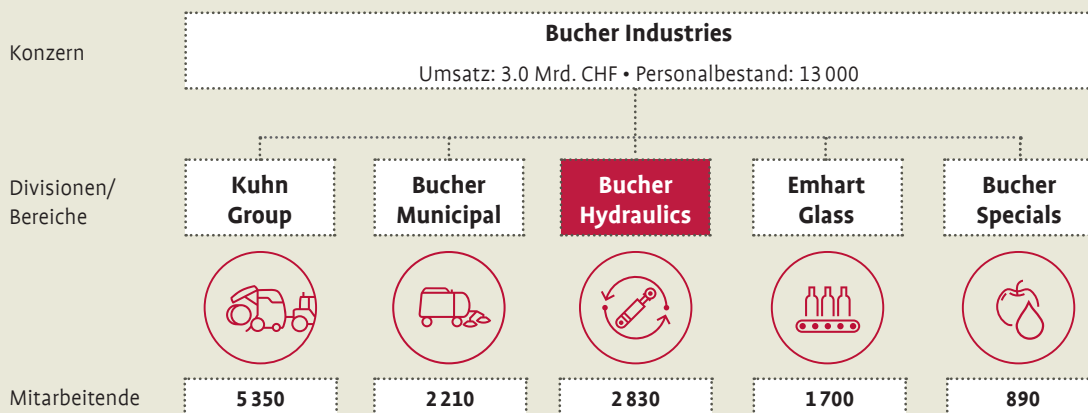 Konzern
Bucher Industries
Umsatz: 3.0 Mrd. CHF • Personalbestand: 13 000
Divisionen/
Bereiche
Kuhn
Group
Bucher
Municipal
Bucher
Hydraulics
Emhart
Glass
Bucher
Specials
Mitarbeitende
5 350
2 210
2 830
1 700
890